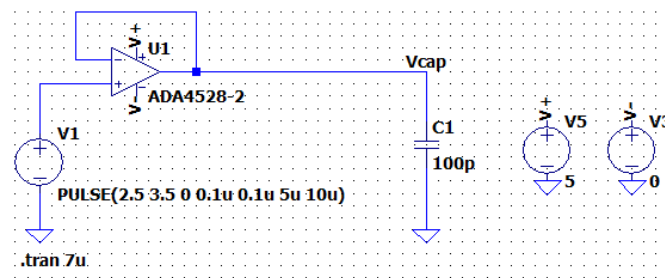 V+
U1
Vcap
ADA4528-2
V-
V1
C1
100p
V+
V5
5
V-
V3
0
PULSE(2.5 3.5 0 0.1u 0.1u 5u 10u)
.tran 7u